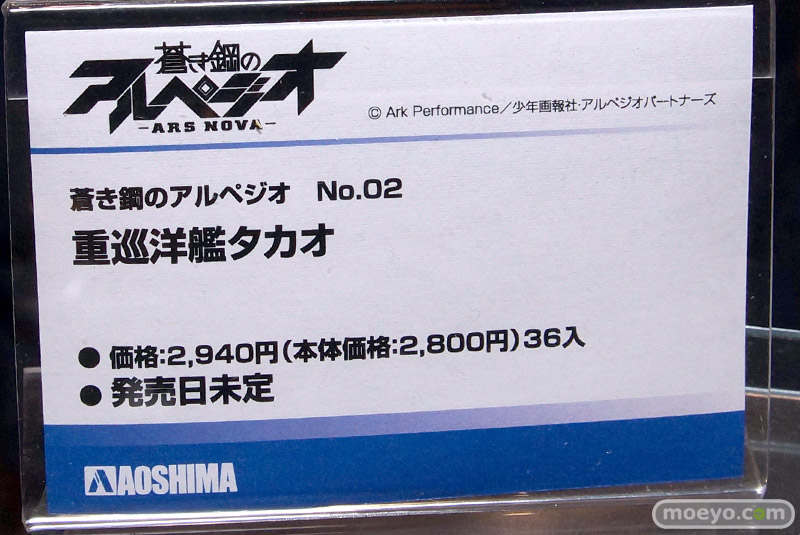 蒼き鋼の
アルペジオ
-ARS NOVA-
© Ark Performance／少年画報社・アルペジオパートナーズ
蒼き鋼のアルペジオ No.02
重巡洋艦タカオ
● 価格:2,940円(本体価格:2,800円)36入
● 発売日未定
AOSHIMA
moeyo.com